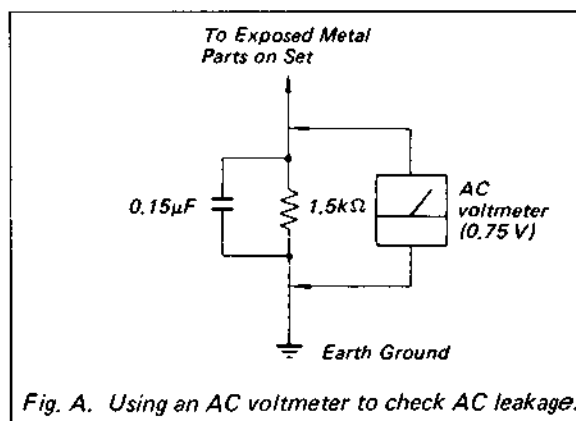 To Exposed Metal
Parts on Set
0.15µF
1.5kΩ
AC
voltmeter
(0.75 V)
Earth Ground
Fig. A. Using an AC voltmeter to check AC leakage.